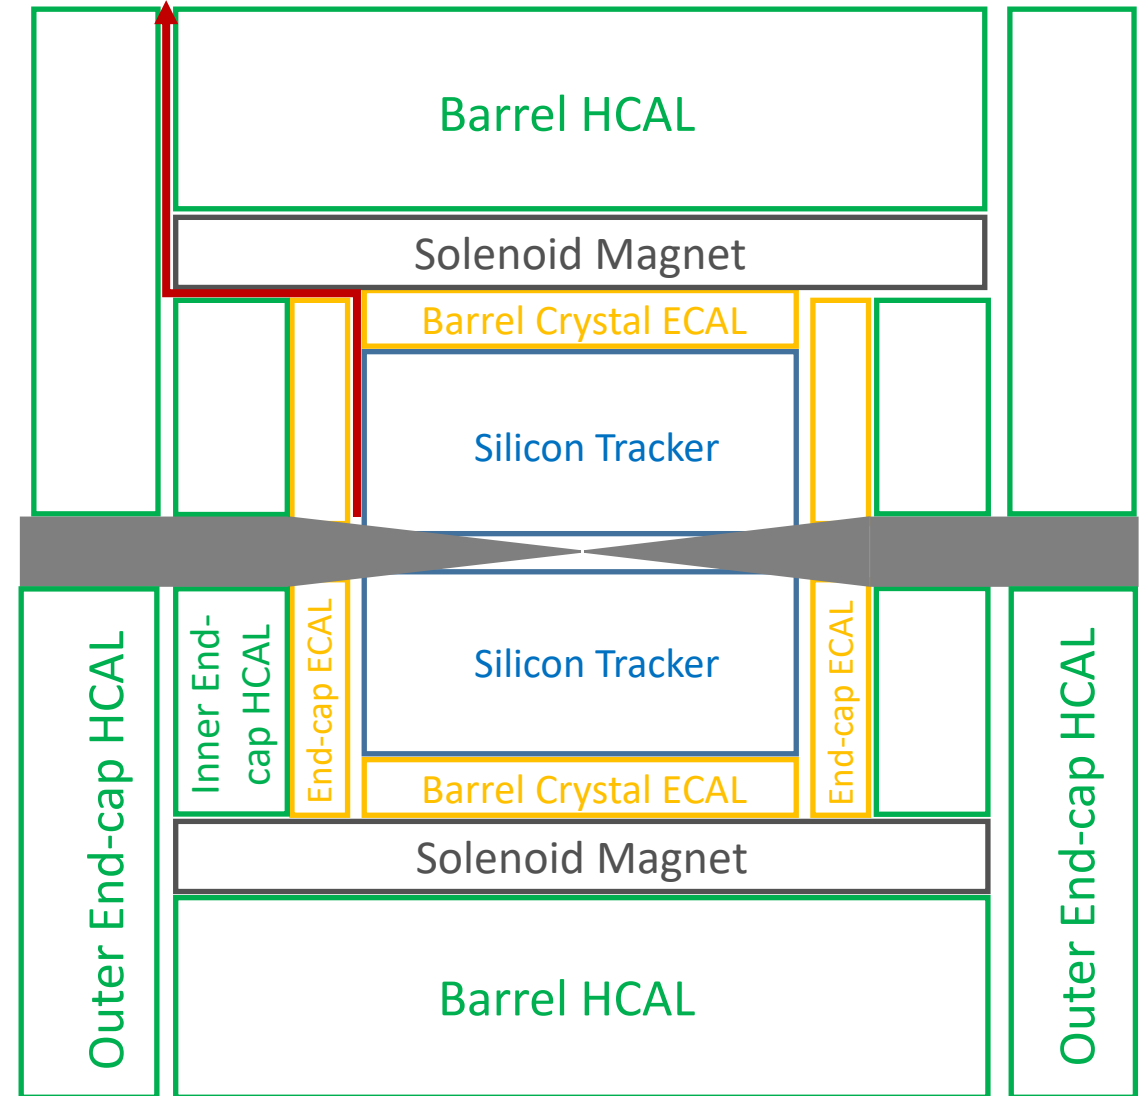 Barrel HCAL
Solenoid Magnet
Barrel Crystal ECAL
Silicon Tracker
Silicon Tracker
Barrel Crystal ECAL
Solenoid Magnet
Barrel HCAL
Outer End-cap HCAL
Inner End-
cap HCAL
End-cap ECAL
End-cap ECAL
Outer End-cap HCAL